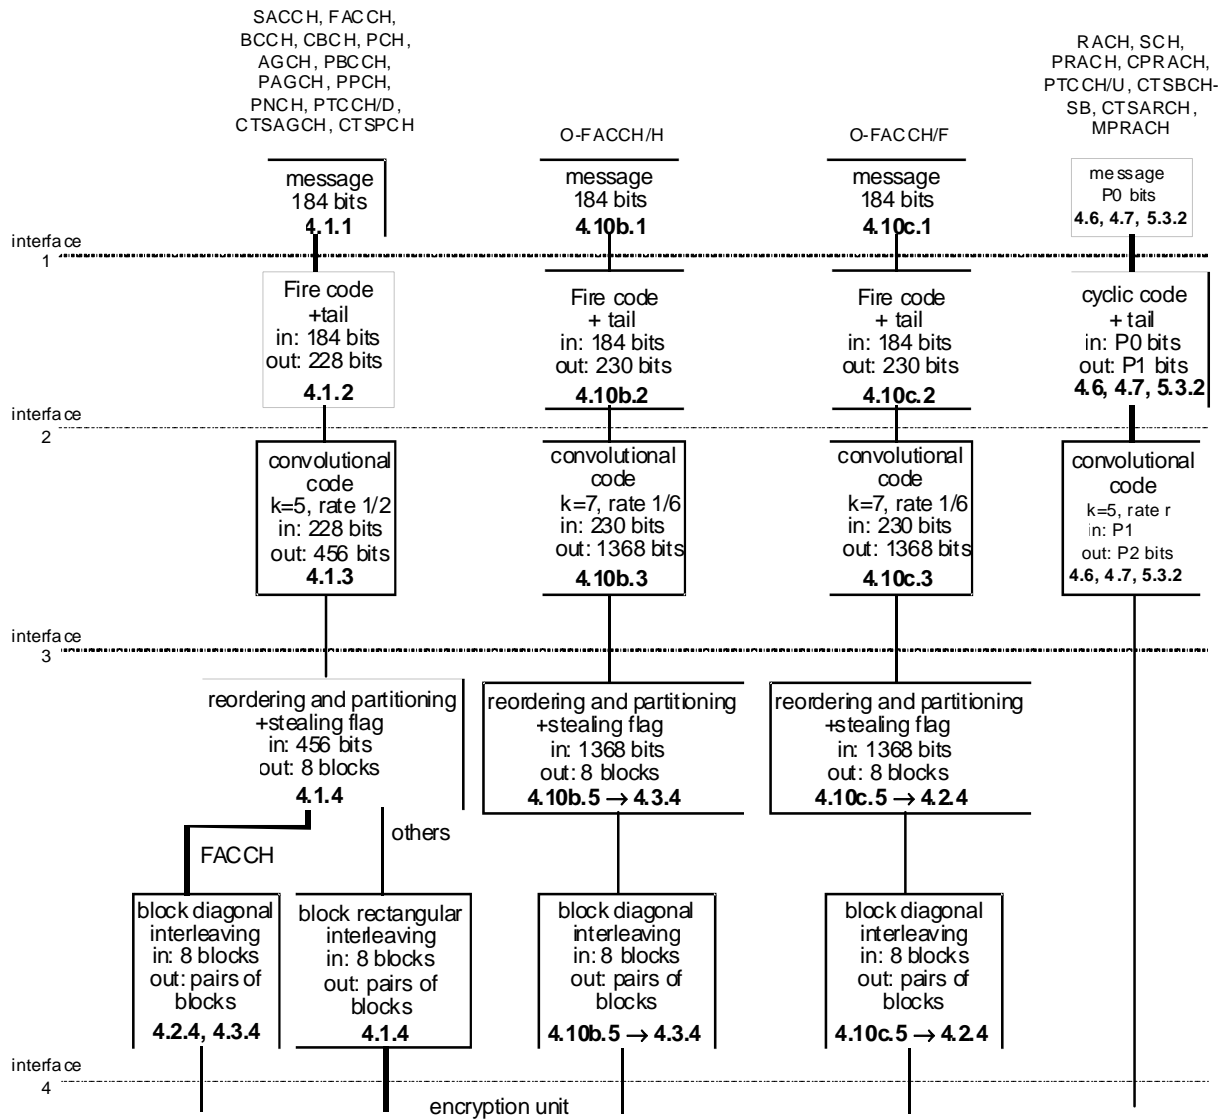 SACCH, FACCH,
BCCH, CBCH, PCH,
AGCH, PBCCH,
PAGCH, PPCH,
PNCH, PTCCH/D,
CTSAGCH, CTSPCH
O-FACCH/H
O-FACCH/F
RACH, SCH,
PRACH, CPRACH,
PTCCH/U, CTSBCH-
SB, CTSARCH,
MPRACH
message
184 bits
4.1.1
message
184 bits
4.10b.1
message
184 bits
4.10c.1
message
P0 bits
4.6, 4.7, 5.3.2
interface
1
Fire code
+tail
in: 184 bits
out: 228 bits
4.1.2
Fire code
+ tail
in: 184 bits
out: 230 bits
4.10b.2
Fire code
+ tail
in: 184 bits
out: 230 bits
4.10c.2
cyclic code
+ tail
in: P0 bits
out: P1 bits
4.6, 4.7, 5.3.2
interface
2
convolutional
code
k=5, rate 1/2
in: 228 bits
out: 456 bits
4.1.3
convolutional
code
k=7, rate 1/6
in: 230 bits
out: 1368 bits
4.10b.3
convolutional
code
k=7, rate 1/6
in: 230 bits
out: 1368 bits
4.10c.3
convolutional
code
k=5, rate r
in: P1
out: P2 bits
4.6, 4.7, 5.3.2
interface
3
reordering and partitioning
+stealing flag
in: 456 bits
out: 8 blocks
4.1.4
reordering and partitioning
+stealing flag
in: 1368 bits
out: 8 blocks
4.10b.5 → 4.3.4
reordering and partitioning
+stealing flag
in: 1368 bits
out: 8 blocks
4.10c.5 → 4.2.4
FACCH
others
block diagonal
interleaving
in: 8 blocks
out: pairs of
blocks
4.2.4, 4.3.4
block rectangular
interleaving
in: 8 blocks
out: pairs of
blocks
4.1.4
block diagonal
interleaving
in: 8 blocks
out: pairs of
blocks
4.10b.5 → 4.3.4
block diagonal
interleaving
in: 8 blocks
out: pairs of
blocks
4.10c.5 → 4.2.4
interface
4
encryption unit